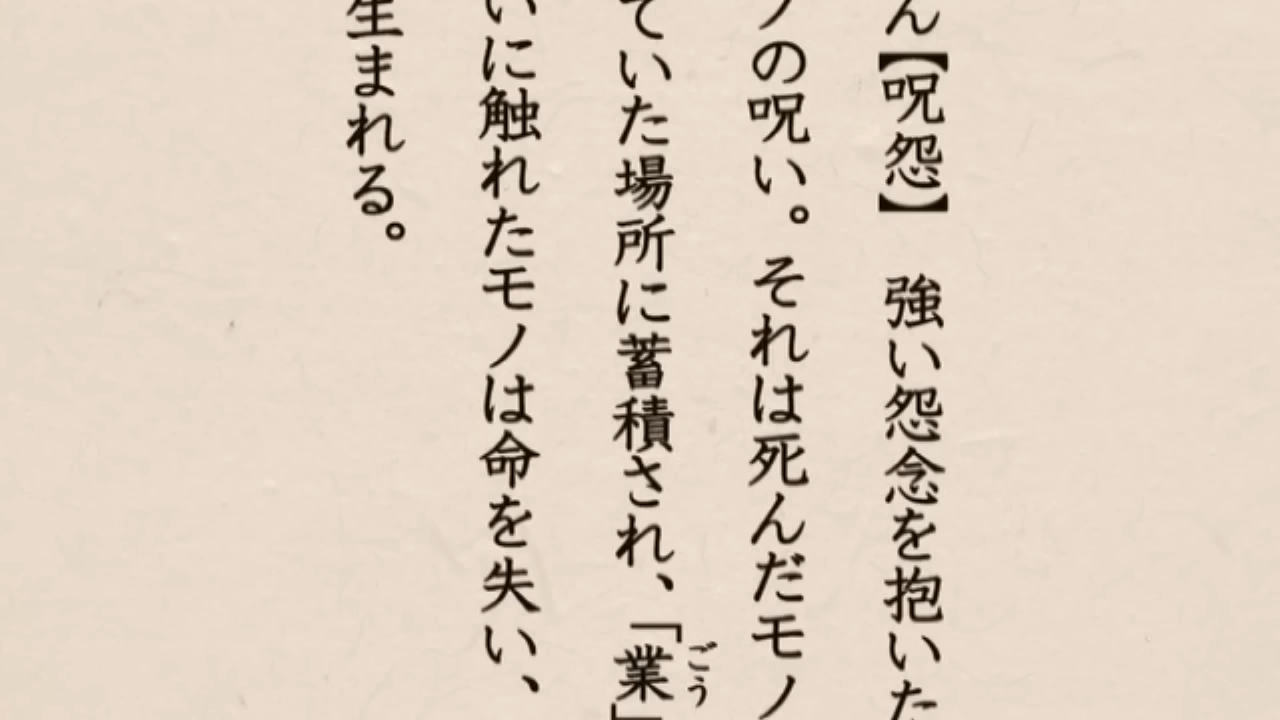 ん【呪怨】　強い怨念を抱いた
ノの呪い。それは死んだモノ
ていた場所に蓄積され、「業」
ごう
いに触れたモノは命を失い、
生まれる。